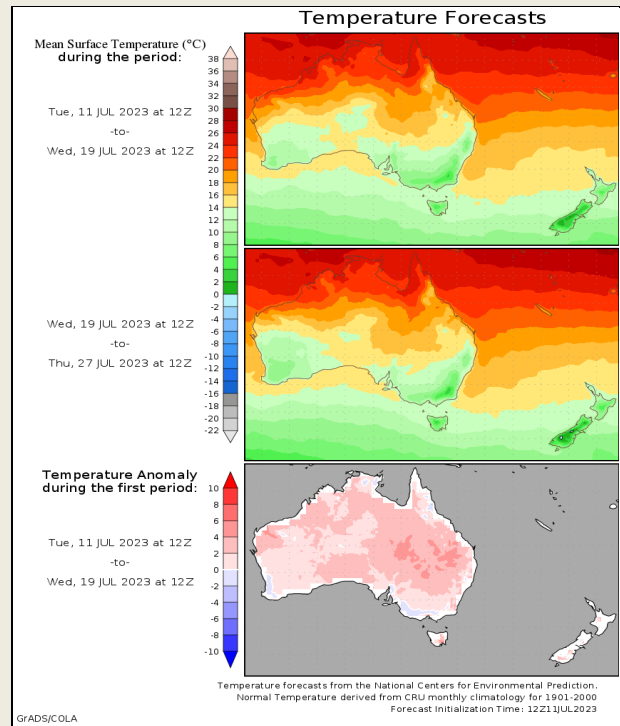 Temperature Forecasts
Mean Surface Temperature (°C)
during the period:
38
36
34
32
30
28
26
24
22
20
18
16
14
12
10
8
6
4
2
0
-2
-4
-6
-8
-10
-12
-14
-16
-18
-20
-22
Tue, 11 JUL 2023 at 12Z
-to-
Wed, 19 JUL 2023 at 12Z
Wed, 19 JUL 2023 at 12Z
-to-
Thu, 27 JUL 2023 at 12Z
Temperature Anomaly
during the first period:
10
8
6
4
2
0
-2
-4
-6
-8
-10
Tue, 11 JUL 2023 at 12Z
-to-
Wed, 19 JUL 2023 at 12Z
Temperature forecasts from the National Centers for Environmental Prediction.
Normal Temperature derived from CRU monthly climatology for 1901-2000
Forecast Initialization Time: 12Z11JUL2023
GrADS/COLA